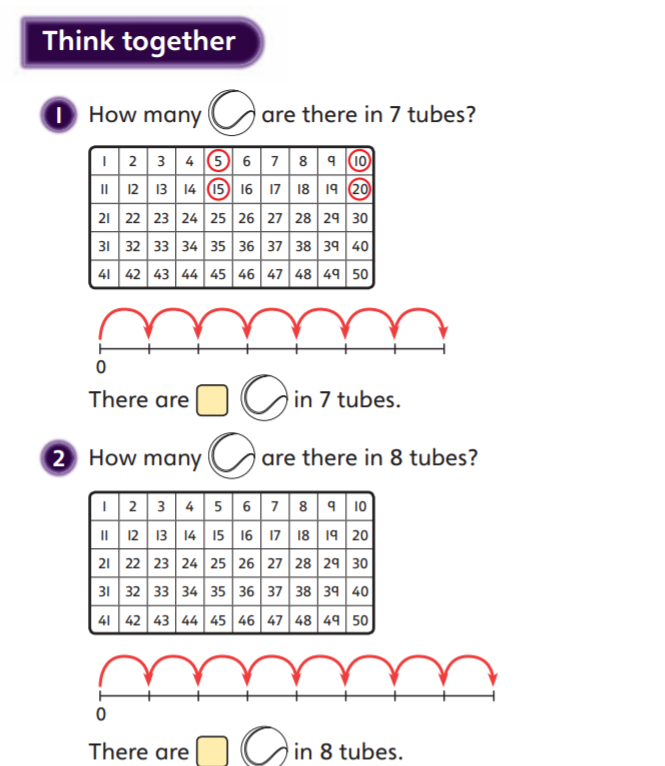 Think together
1 How many are there in 7 tubes?
1 2 3 4 5 6 7 8 9 10
11 12 13 14 15 16 17 18 19 20
21 22 23 24 25 26 27 28 29 30
31 32 33 34 35 36 37 38 39 40
41 42 43 44 45 46 47 48 49 50
0
There are in 7 tubes.
2 How many are there in 8 tubes?
1 2 3 4 5 6 7 8 9 10
11 12 13 14 15 16 17 18 19 20
21 22 23 24 25 26 27 28 29 30
31 32 33 34 35 36 37 38 39 40
41 42 43 44 45 46 47 48 49 50
0
There are in 8 tubes.